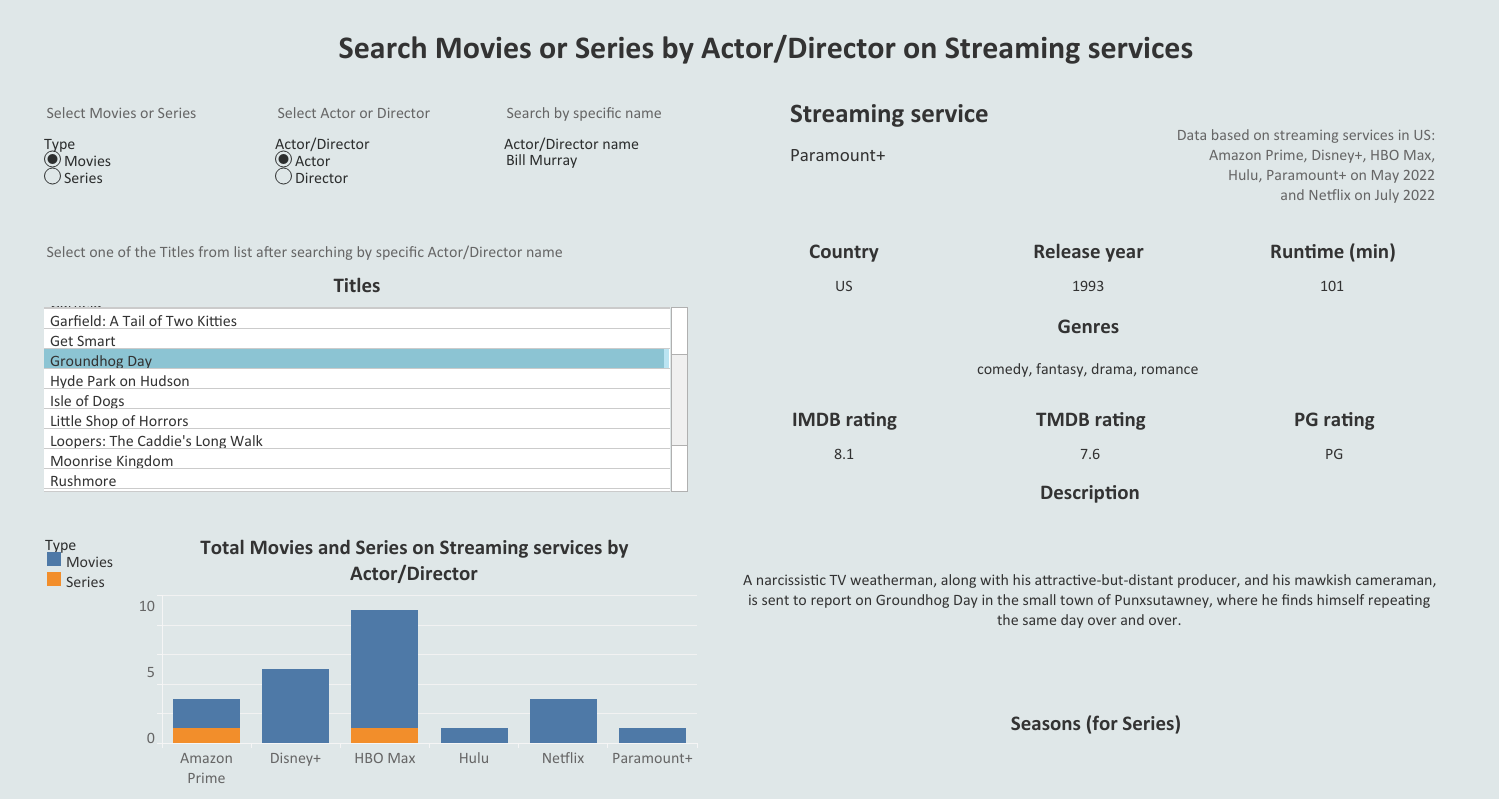 Search Movies or Series by Actor/Director on Streaming services
Select Movies or Series
Type
Movies
Series
Select Actor or Director
Actor/Director
Actor
Director
Search by specific name
Actor/Director name
Bill Murray
Select one of the Titles from list after searching by specific Actor/Director name
Titles
Garfield: A Tail of Two Kitties
Get Smart
Groundhog Day
Hyde Park on Hudson
Isle of Dogs
Little Shop of Horrors
Loopers: The Caddie's Long Walk
Moonrise Kingdom
Rushmore
Type
Movies
Series
Total Movies and Series on Streaming services by
Actor/Director
10
5
0
Amazon
Prime
Disney+
HBO Max
Hulu
Netflix
Paramount+
Streaming service
Paramount+
Data based on streaming services in US:
Amazon Prime, Disney+, HBO Max,
Hulu, Paramount+ on May 2022
and Netflix on July 2022
Country
US
Release year
1993
Runtime (min)
101
Genres
comedy, fantasy, drama, romance
IMDB rating
8.1
TMDB rating
7.6
PG rating
PG
Description
A narcissistic TV weatherman, along with his attractive-but-distant producer, and his mawkish cameraman,
is sent to report on Groundhog Day in the small town of Punxsutawney, where he finds himself repeating
the same day over and over.
Seasons (for Series)